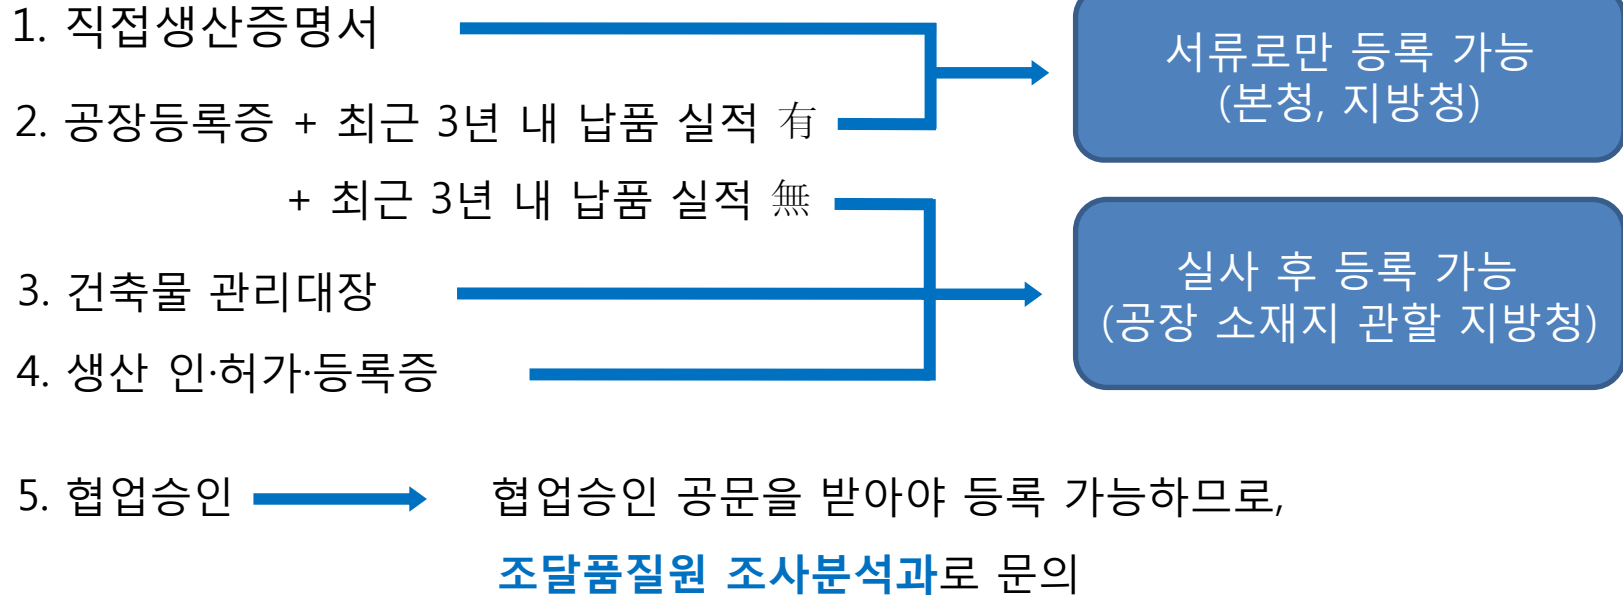 1. 직접생산증명서
서류로만 등록 가능
(본청, 지방청)
2. 공장등록증 + 최근 3년 내 납품 실적 有
+ 최근 3년 내 납품 실적 無
실사 후 등록 가능
(공장 소재지 관할 지방청)
3. 건축물 관리대장
4. 생산 인·허가·등록증
5. 협업승인
협업승인 공문을 받아야 등록 가능하므로,
조달품질원 조사분석과로 문의